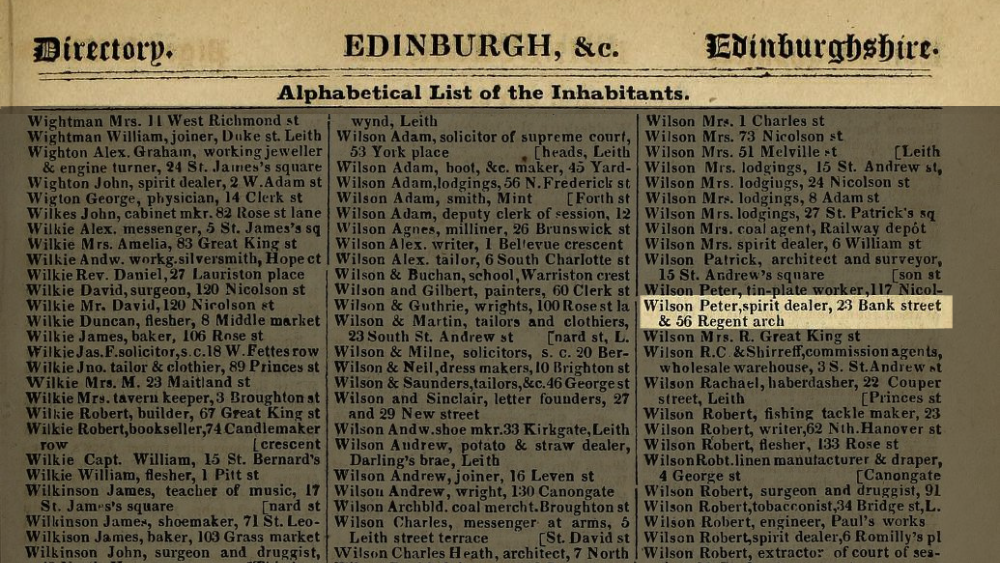 Directory.
EDINBURGH, &c.
Edinburghshire.
Alphabetical List of the Inhabitants.
Wightman Mrs. 11 West Richmond st
Wightman William, joiner, Duke st. Leith
Wighton Alex. Graham, working jeweller
& engine turner, 24 St. James's square
Wighton John, spirit dealer, 2 W. Adam st
Wigton George, physician, 14 Clerk st
Wilkes John, cabinet mkr. 82 Rose st lane
Wilkie Alex. messenger, 5 St. James's sq
Wilkie Mrs. Amelia, 83 Great King st
Wilkie Andw. workg. silversmith, Hope ct
Wilkie Rev. Daniel, 27 Lauriston place
Wilkie David, surgeon, 120 Nicolson st
Wilkie Mr. David, 120 Nicolson st
Wilkie Duncan, flesher, 8 Middle market
Wilkie James, baker, 106 Rose st
Wilkie Jas. F. solicitor, s.c. 18 W. Fettes row
Wilkie Jno. tailor & clothier, 89 Princes st
Wilkie Mrs. M. 23 Maitland st
Wilkie Mrs. tavern keeper, 3 Broughton st
Wilkie Robert, builder, 67 Great King st
Wilkie Robert, bookseller, 74 Candlemaker
row [crescent
Wilkie Capt. William, 15 St. Bernard's
Wilkie William, flesher, 1 Pitt st
Wilkinson James, teacher of music, 17
St. James's square [nard st
Wilkinson James, shoemaker, 71 St. Leo-
Wilkison James, baker, 103 Grass market
Wilkinson John, surgeon and druggist,
wynd, Leith
Wilson Adam, solicitor of supreme court,
53 York place [heads, Leith
Wilson Adam, boot, &c. maker, 45 Yard-
Wilson Adam, lodgings, 56 N. Frederick st
Wilson Adam, smith, Mint [Forth st
Wilson Adam, deputy clerk of session, 12
Wilson Agnes, milliner, 26 Brunswick st
Wilson Alex. writer, 1 Bellevue crescent
Wilson Alex. tailor, 6 South Charlotte st
Wilson & Buchan, school, Warriston crest
Wilson and Gilbert, painters, 60 Clerk st
Wilson & Guthrie, wrights, 100 Rose st la
Wilson & Martin, tailors and clothiers,
23 South St. Andrew st [nard st, L.
Wilson & Milne, solicitors, s. c. 20 Ber-
Wilson & Neil, dress makers, 10 Brighton st
Wilson & Saunders, tailors, &c. 46 George st
Wilson and Sinclair, letter founders, 27
and 29 New street
Wilson Andw. shoe mkr. 33 Kirkgate, Leith
Wilson Andrew, potato & straw dealer,
Darling's brae, Leith
Wilson Andrew, joiner, 16 Leven st
Wilson Andrew, wright, 130 Canongate
Wilson Archbld. coal mercht. Broughton st
Wilson Charles, messenger at arms, 5
Leith street terrace [St. David st
Wilson Charles Heath, architect, 7 North
Wilson Mrs. 1 Charles st
Wilson Mrs. 73 Nicolson st
Wilson Mrs. 51 Melville st [Leith
Wilson Mrs. lodgings, 15 St. Andrew st,
Wilson Mrs. lodgings, 24 Nicolson st
Wilson Mrs. lodgings, 8 Adam st
Wilson Mrs. lodgings, 27 St. Patrick's sq
Wilson Mrs. coal agent, Railway depôt
Wilson Mrs. spirit dealer, 6 William st
Wilson Patrick, architect and surveyor,
15 St. Andrew's square [son st
Wilson Peter, tin-plate worker, 117 Nicol-
Wilson Peter, spirit dealer, 23 Bank street
& 56 Regent arch
Wilson Mrs. R. Great King st
Wilson R.C & Shirreff, commission agents,
wholesale warehouse, 3 S. St. Andrew st
Wilson Rachael, haberdasher, 22 Couper
street, Leith [Princes st
Wilson Robert, fishing tackle maker, 23
Wilson Robert, writer, 62 Nth. Hanover st
Wilson Robert, flesher, 133 Rose st
Wilson Robt. linen manufacturer & draper,
4 George st [Canongate
Wilson Robert, surgeon and druggist, 91
Wilson Robert, tobacconist, 34 Bridge st, L.
Wilson Robert, engineer, Paul's works
Wilson Robert, spirit dealer, 6 Romilly's pl
Wilson Robert, extractor of court of ses-